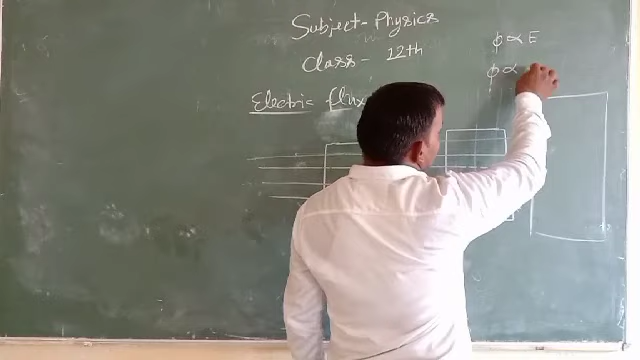 Subject - Physics
Class - 12th
Electric flux
ϕ ∝ E
ϕ ∝